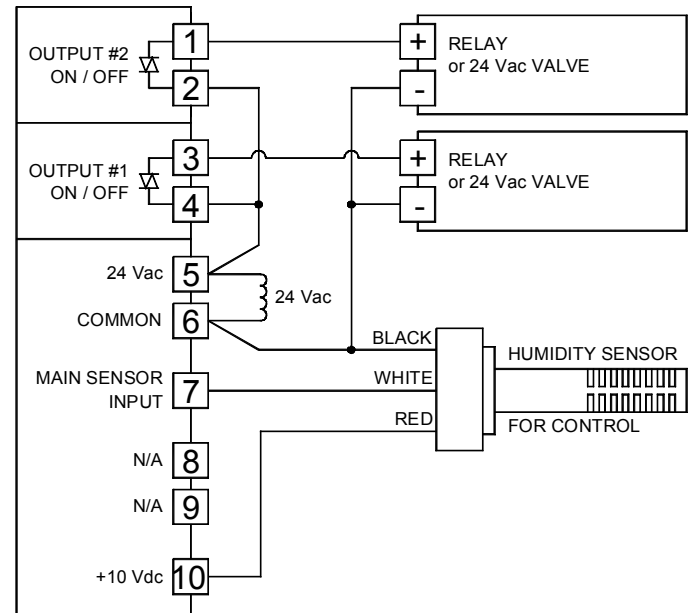 OUTPUT #2
ON / OFF
1
2
+
-
RELAY
or 24 Vac VALVE
OUTPUT #1
ON / OFF
3
4
+
-
RELAY
or 24 Vac VALVE
24 Vac
5
24 Vac
COMMON
6
BLACK
HUMIDITY SENSOR
MAIN SENSOR
INPUT
7
WHITE
RED
FOR CONTROL
N/A
8
N/A
9
+10 Vdc
10